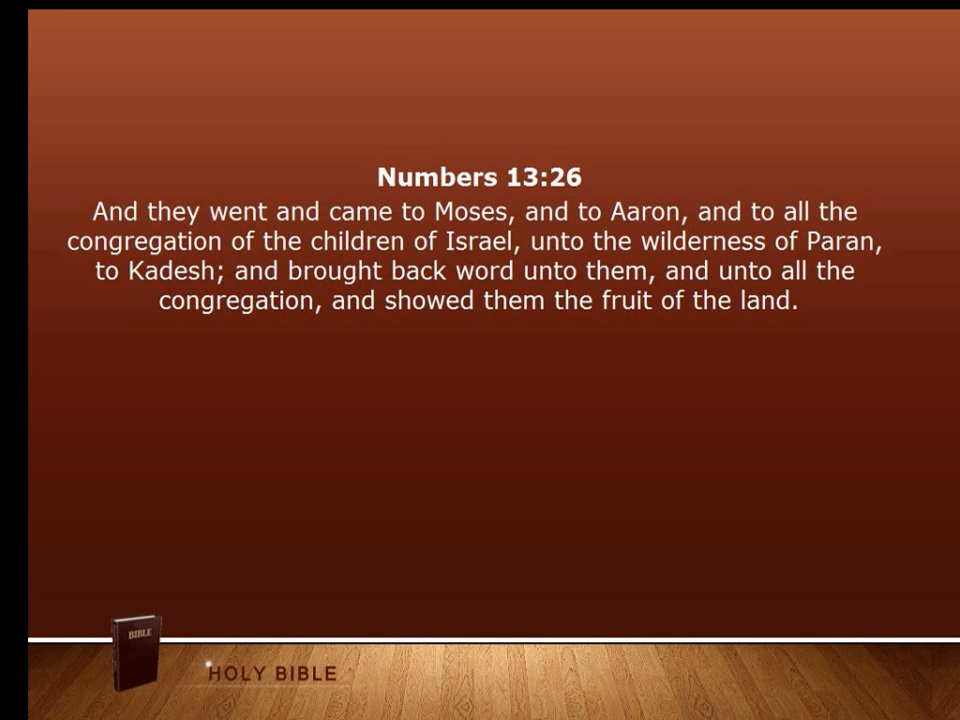 Numbers 13:26
And they went and came to Moses, and to Aaron, and to all the
congregation of the children of Israel, unto the wilderness of Paran,
to Kadesh; and brought back word unto them, and unto all the
congregation, and showed them the fruit of the land.
BIBLE
HOLY BIBLE